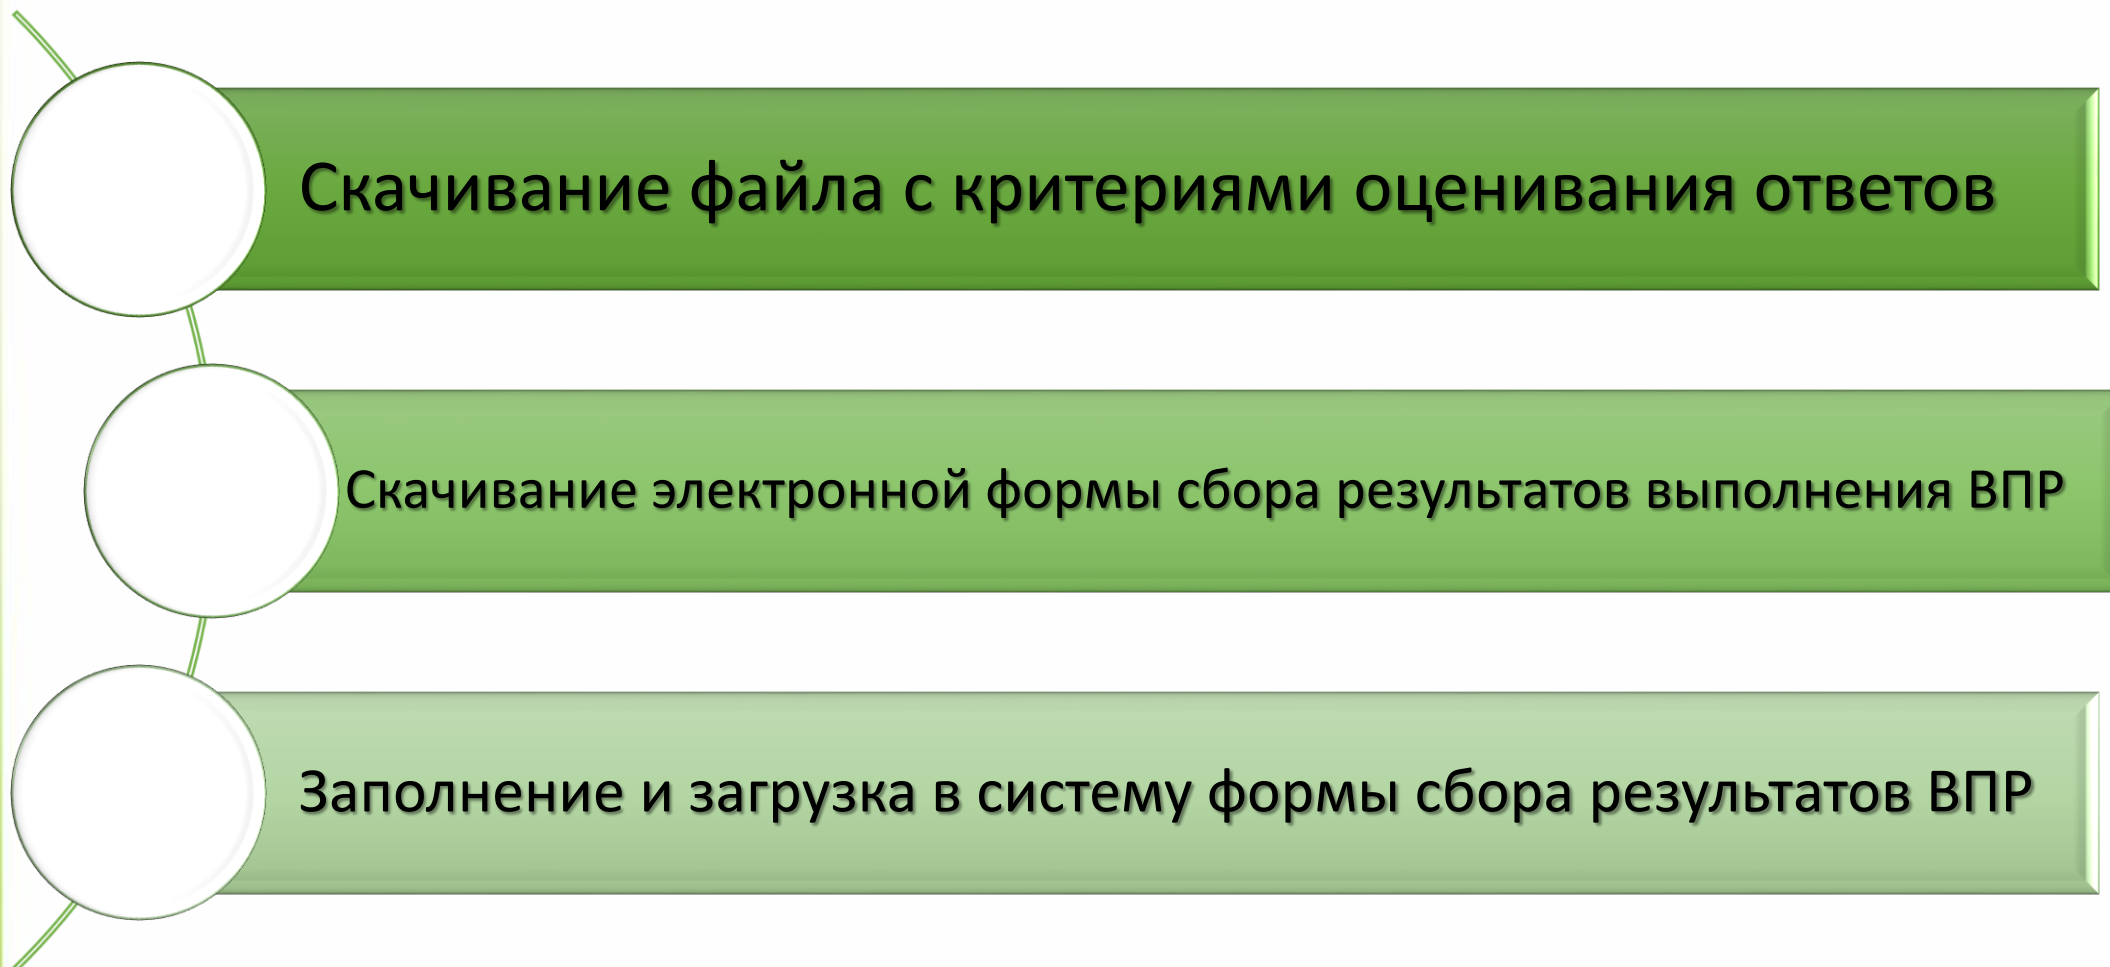 Скачивание файла с критериями оценивания ответов
Скачивание электронной формы сбора результатов выполнения ВПР
Заполнение и загрузка в систему формы сбора результатов ВПР